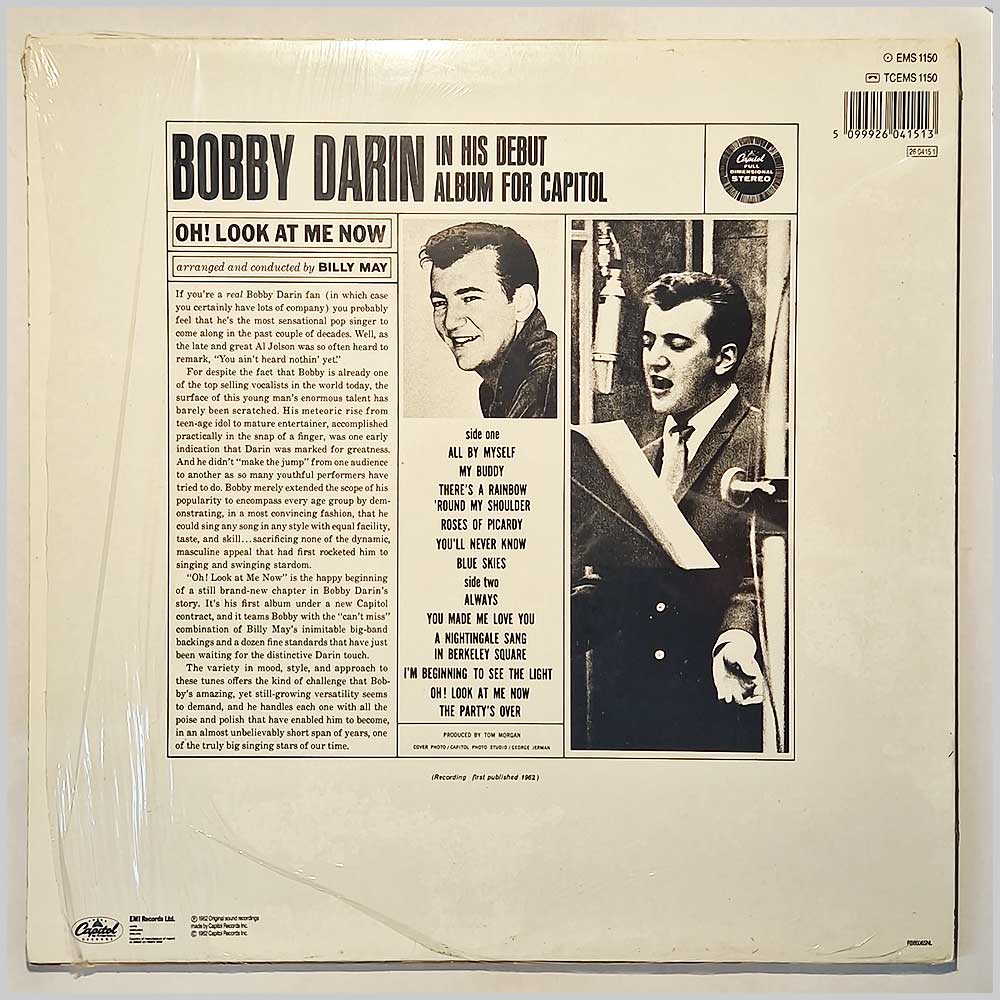 EMS 1150
TCEMS 1150
5 099926 041513
26 0415 1
BOBBY DARIN IN HIS DEBUT
ALBUM FOR CAPITOL
Capitol
FULL
DIMENSIONAL
STEREO
OH! LOOK AT ME NOW
arranged and conducted by BILLY MAY
If you're a real Bobby Darin fan (in which case
you certainly have lots of company) you probably
feel that he's the most sensational pop singer to
come along in the past couple of decades. Well, as
the late and great Al Jolson was so often heard to
remark, "You ain't heard nothin' yet."
For despite the fact that Bobby is already one
of the top selling vocalists in the world today, the
surface of this young man's enormous talent has
barely been scratched. His meteoric rise from
teen-age idol to mature entertainer, accomplished
practically in the snap of a finger, was one early
indication that Darin was marked for greatness.
And he didn't "make the jump" from one audience
to another as so many youthful performers have
tried to do. Bobby merely extended the scope of his
popularity to encompass every age group by dem-
onstrating, in a most convincing fashion, that he
could sing any song in any style with equal facility,
taste, and skill...sacrificing none of the dynamic,
masculine appeal that had first rocketed him to
singing and swinging stardom.
"Oh! Look at Me Now" is the happy beginning
of a still brand-new chapter in Bobby Darin's
story. It's his first album under a new Capitol
contract, and it teams Bobby with the "can't miss"
combination of Billy May's inimitable big-band
backings and a dozen fine standards that have just
been waiting for the distinctive Darin touch.
The variety in mood, style, and approach to
these tunes offers the kind of challenge that Bob-
by's amazing, yet still-growing versatility seems
to demand, and he handles each one with all the
poise and polish that have enabled him to become,
in an almost unbelievably short span of years, one
of the truly big singing stars of our time.
side one
ALL BY MYSELF
MY BUDDY
THERE'S A RAINBOW
'ROUND MY SHOULDER
ROSES OF PICARDY
YOU'LL NEVER KNOW
BLUE SKIES
side two
ALWAYS
YOU MADE ME LOVE YOU
A NIGHTINGALE SANG
IN BERKELEY SQUARE
I'M BEGINNING TO SEE THE LIGHT
OH! LOOK AT ME NOW
THE PARTY'S OVER
PRODUCED BY TOM MORGAN
COVER PHOTO/CAPITOL PHOTO STUDIO/GEORGE JERMAN
(Recording first published 1962)
Capitol
RECORDS
EMI Records Ltd.
℗ 1962 Original sound recordings
made by Capitol Records Inc.
© 1962 Capitol Records Inc.